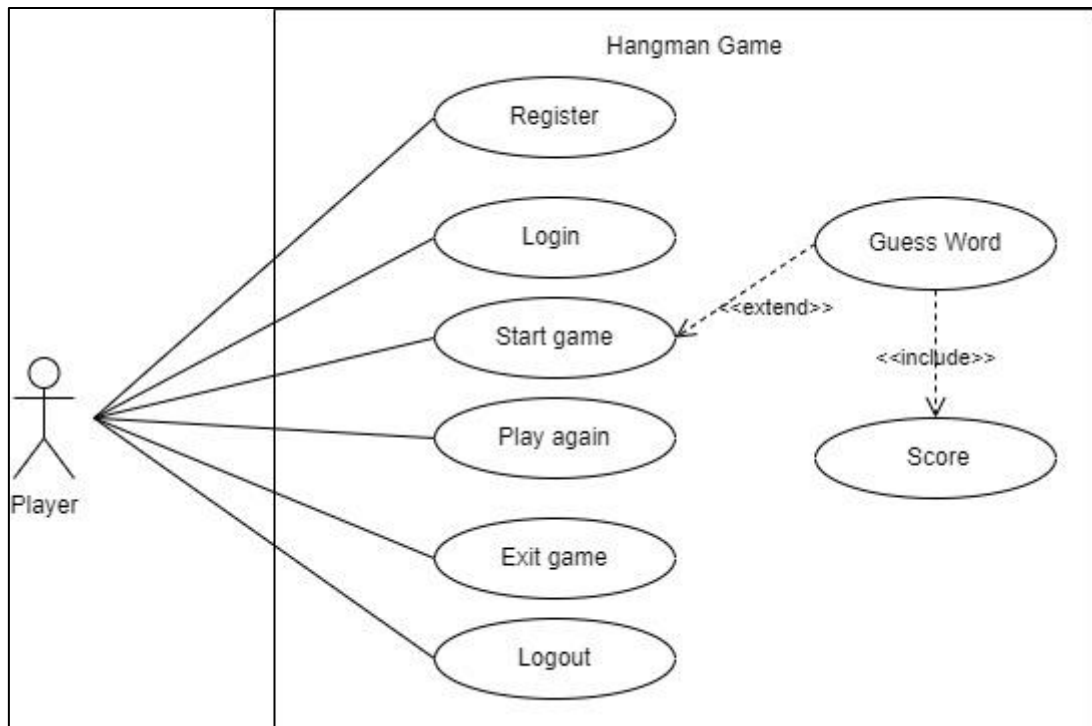 Hangman Game
Register
Login
Guess Word
<<extend>>
Start game
<<include>>
Play again
Score
Player
Exit game
Logout